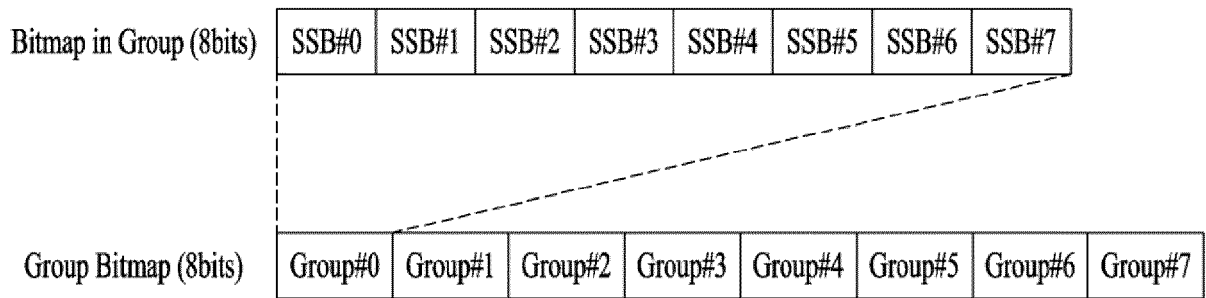 Bitmap in Group (8bits) SSB#0 SSB#1 SSB#2 SSB#3 SSB#4 SSB#5 SSB#6 SSB#7
Group Bitmap (8bits) Group#0 Group#1 Group#2 Group#3 Group#4 Group#5 Group#6 Group#7